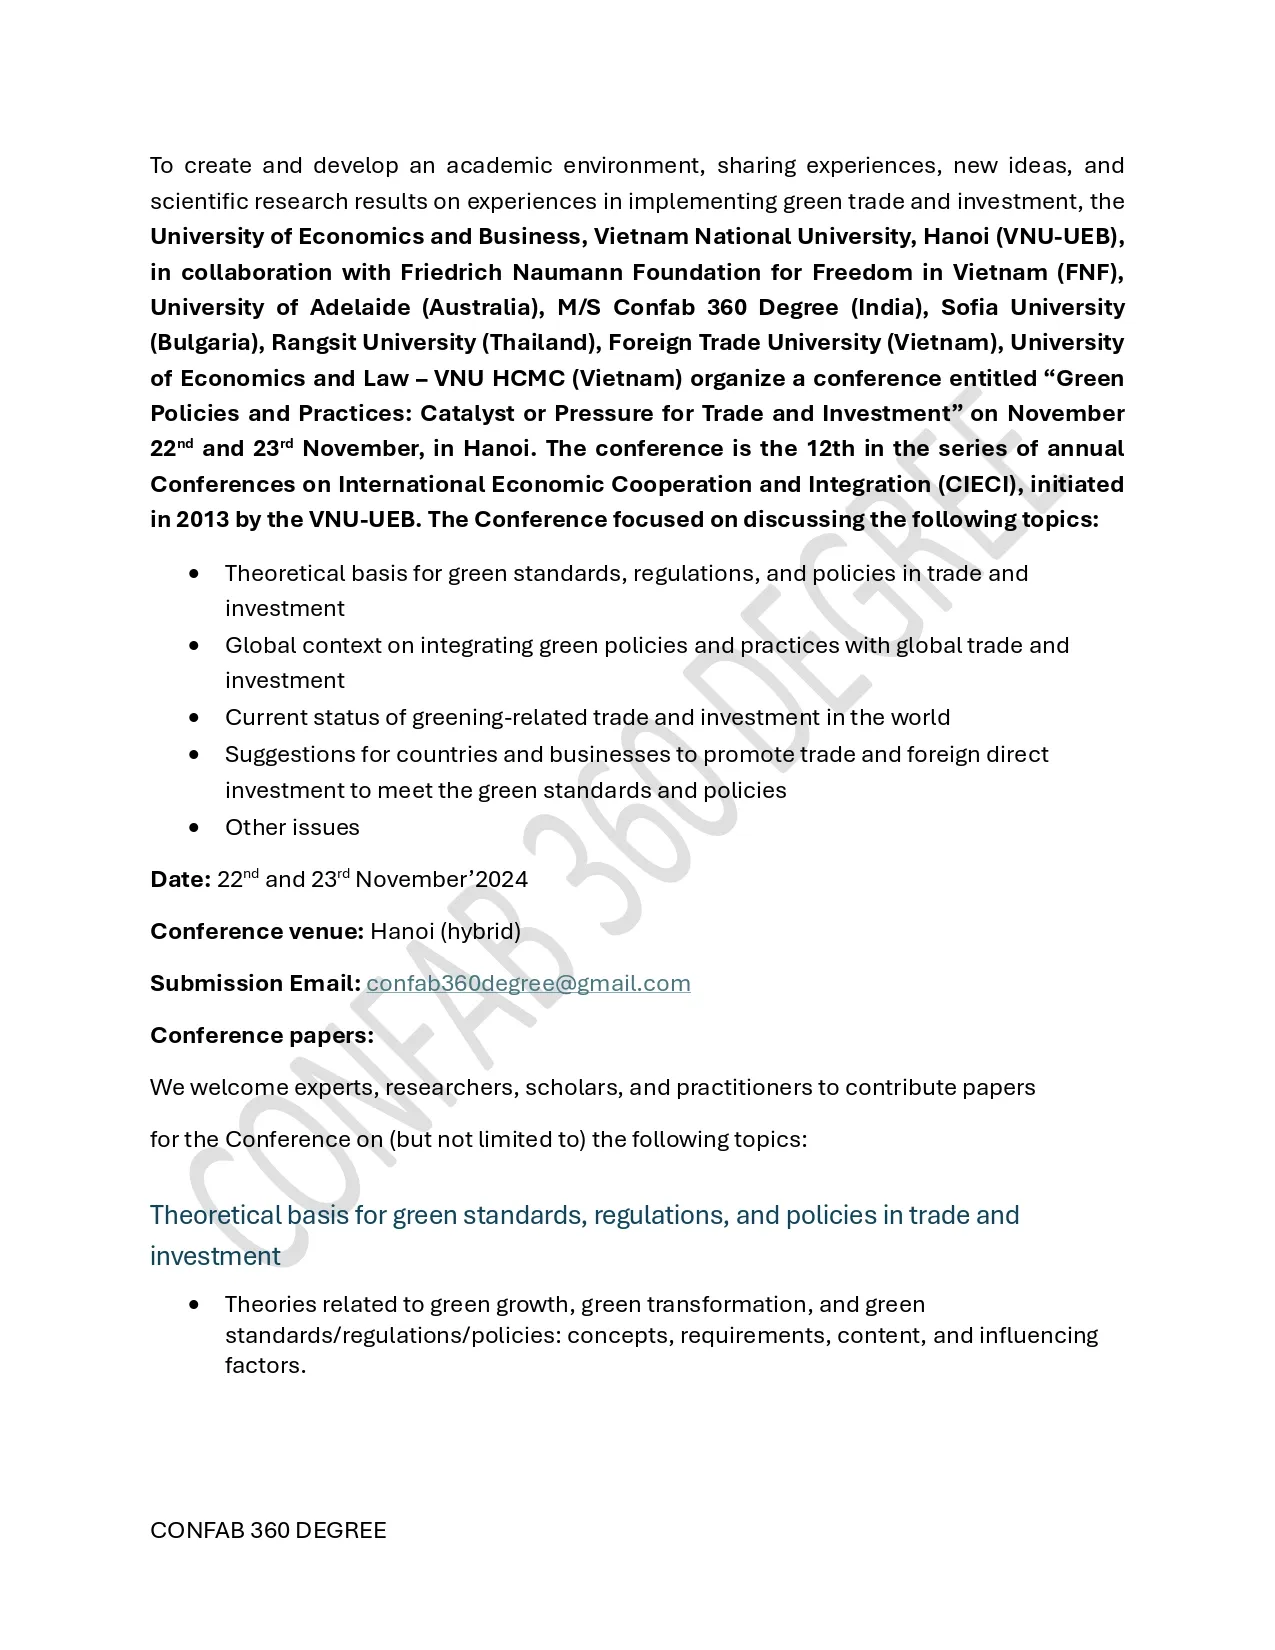 To create and develop an academic environment, sharing experiences, new ideas, and
scientific research results on experiences in implementing green trade and investment, the
University of Economics and Business, Vietnam National University, Hanoi (VNU-UEB),
in collaboration with Friedrich Naumann Foundation for Freedom in Vietnam (FNF),
University of Adelaide (Australia), M/S Confab 360 Degree (India), Sofia University
(Bulgaria), Rangsit University (Thailand), Foreign Trade University (Vietnam), University
of Economics and Law – VNU HCMC (Vietnam) organize a conference entitled “Green
Policies and Practices: Catalyst or Pressure for Trade and Investment” on November
22nd and 23rd November, in Hanoi. The conference is the 12th in the series of annual
Conferences on International Economic Cooperation and Integration (CIECI), initiated
in 2013 by the VNU-UEB. The Conference focused on discussing the following topics:
• Theoretical basis for green standards, regulations, and policies in trade and
investment
• Global context on integrating green policies and practices with global trade and
investment
• Current status of greening-related trade and investment in the world
• Suggestions for countries and businesses to promote trade and foreign direct
investment to meet the green standards and policies
• Other issues
Date: 22nd and 23rd November’2024
Conference venue: Hanoi (hybrid)
Submission Email: confab360degree@gmail.com
Conference papers:
We welcome experts, researchers, scholars, and practitioners to contribute papers
for the Conference on (but not limited to) the following topics:
Theoretical basis for green standards, regulations, and policies in trade and
investment
• Theories related to green growth, green transformation, and green
standards/regulations/policies: concepts, requirements, content, and influencing
factors.
CONFAB 360 DEGREE
CONFAB 360 DEGREE